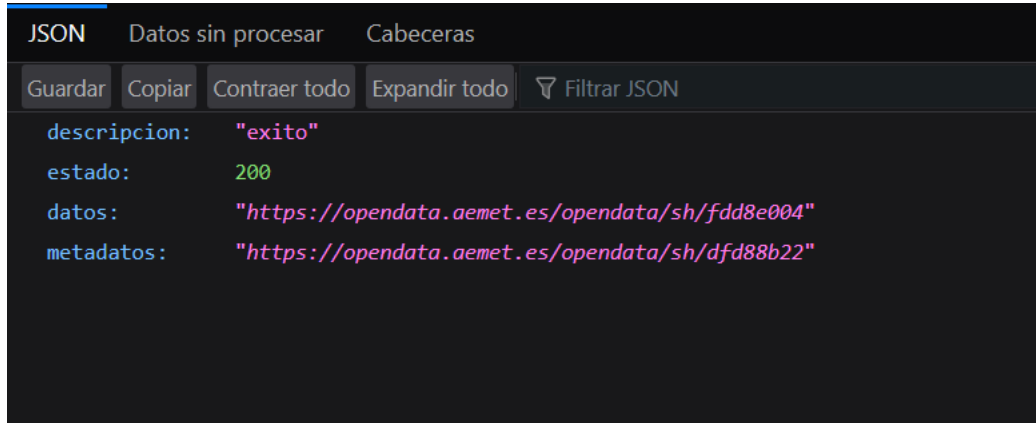 JSON Datos sin procesar Cabeceras
Guardar Copiar Contraer todo Expandir todo Filtrar JSON
descripcion: "exito"
estado: 200
datos: "https://opendata.aemet.es/opendata/sh/fdd8e004"
metadatos: "https://opendata.aemet.es/opendata/sh/dfd88b22"